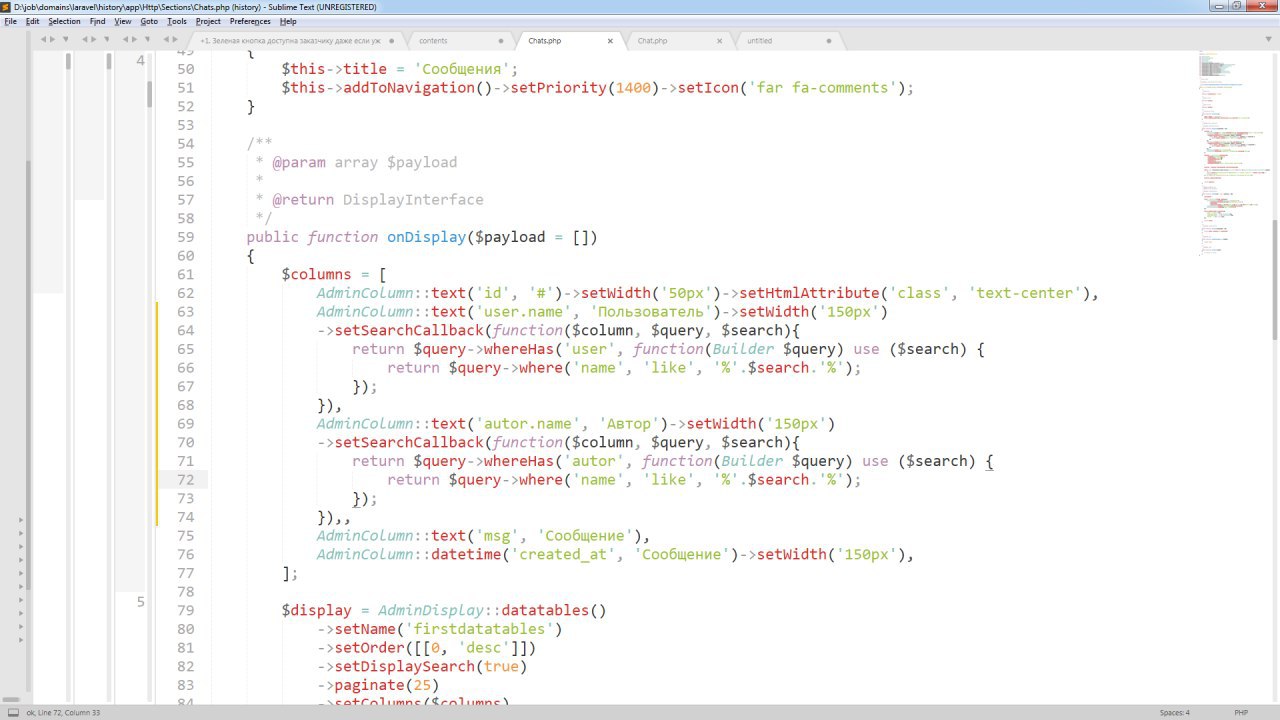 D:\job\domains\laravel\history\app\Http\Sections\Chats.php (history) - Sublime Text (UNREGISTERED)
File Edit Selection Find View Goto Tools Project Preferences Help
+1. Зеленая кнопка доступна заказчику даже если уж contents Chats.php Chat.php untitled
4
49 {
50 $this->title = 'Сообщения';
51 $this->addToNavigation()->setPriority(1400)->setIcon('far fa-comments');
52 }
53
54 /**
55 * @param array $payload
56 *
57 * @return
58 */
59 public function onDisplay($payload = [])
60 {
61 $columns = [
62 AdminColumn::text('id', '#')->setWidth('50px')->setHtmlAttribute('class', 'text-center'),
63 AdminColumn::text('user.name', 'Пользователь')->setWidth('150px')
64 ->setSearchCallback(function($column, $query, $search){
65 return $query->whereHas('user', function(Builder $query) use ($search) {
66 return $query->where('name', 'like', '%'.$search.'%');
67 });
68 }),
69 AdminColumn::text('autor.name', 'Автор')->setWidth('150px')
70 ->setSearchCallback(function($column, $query, $search){
71 return $query->whereHas('autor', function(Builder $query) use ($search) {
72 return $query->where('name', 'like', '%'.$search.'%');
73 });
74 }),,
75 AdminColumn::text('msg', 'Сообщение'),
76 AdminColumn::datetime('created_at', 'Сообщение')->setWidth('150px'),
77 ];
78
5
79 $display = AdminDisplay::datatables()
80 ->setName('firstdatatables')
81 ->setOrder([[0, 'desc']])
82 ->setDisplaySearch(true)
83 ->paginate(25)
84 ->setColumns($columns)
ok, Line 72, Column 33 Spaces: 4 PHP